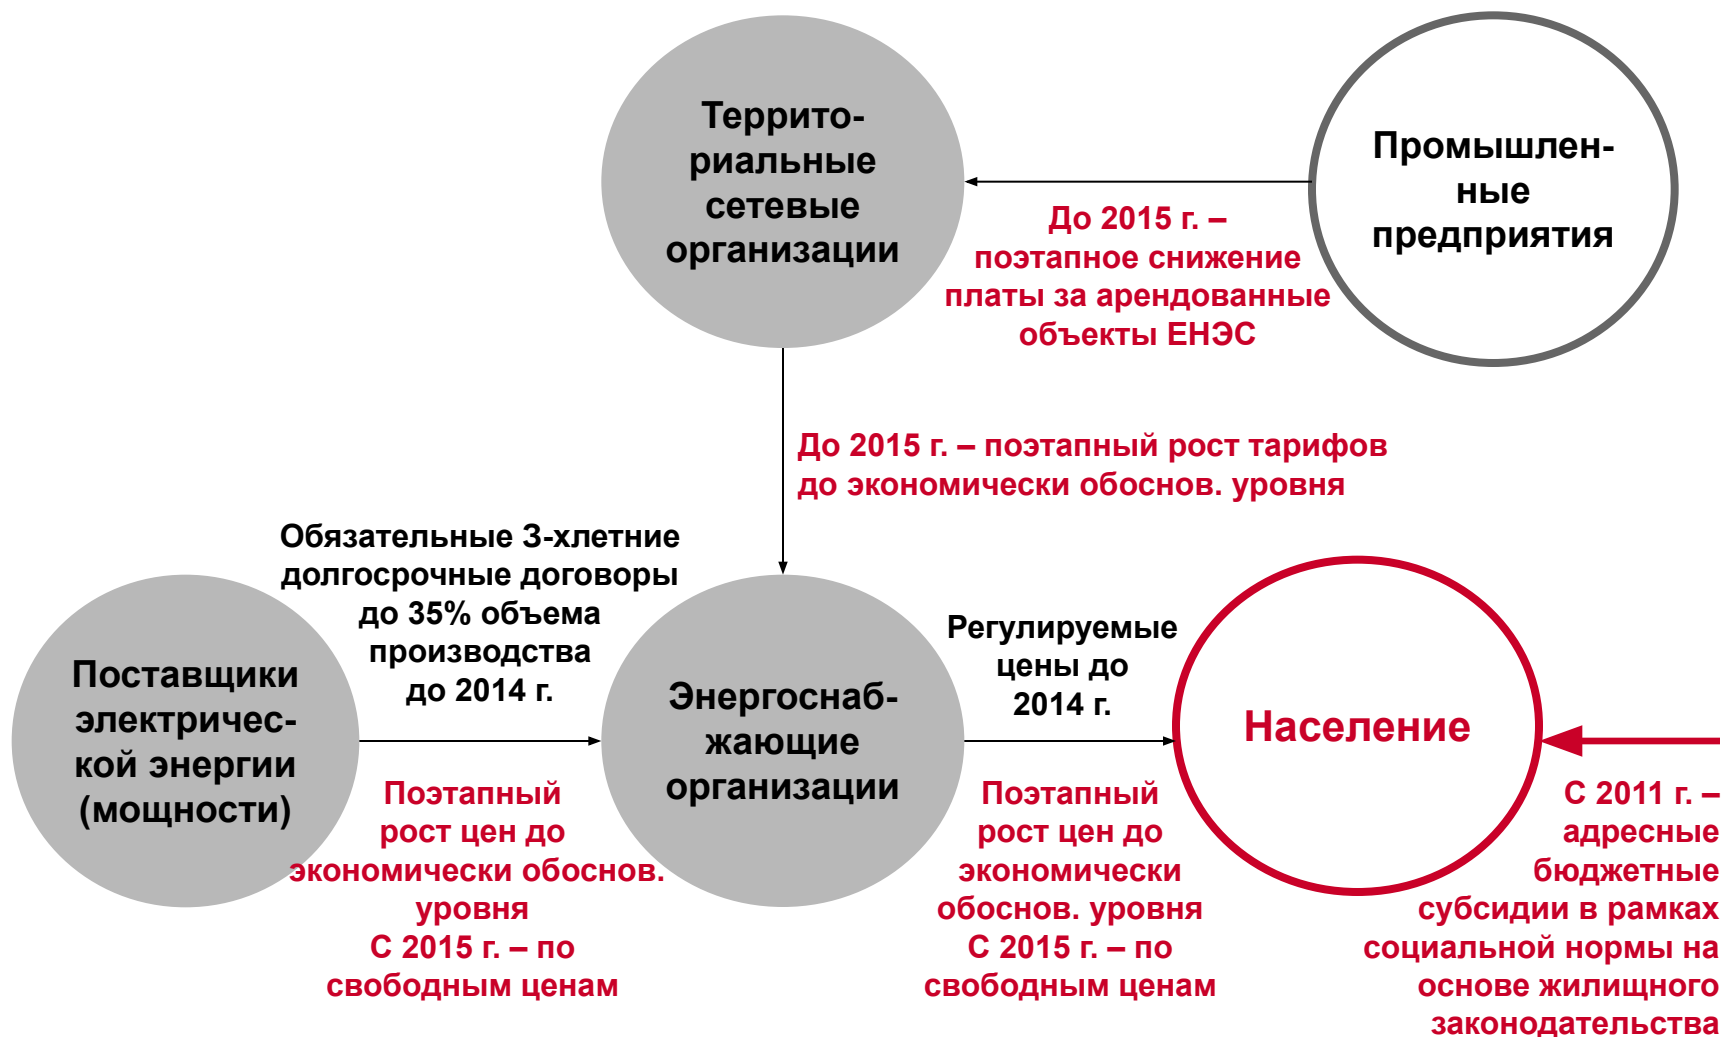 Террито-
риальные
сетевые
организации
Промышлен-
ные
предприятия
До 2015 г. –
поэтапное снижение
платы за арендованные
объекты ЕНЭС
До 2015 г. – поэтапный рост тарифов
до экономически обоснов. уровня
Обязательные 3-хлетние
долгосрочные договоры
до 35% объема
производства
до 2014 г.
Поставщики
электричес-
кой энергии
(мощности)
Поэтапный
рост цен до
экономически обоснов.
уровня
С 2015 г. – по
свободным ценам
Энергоснаб-
жающие
организации
Регулируемые
цены до
2014 г.
Поэтапный
рост цен до
экономически
обоснов. уровня
С 2015 г. – по
свободным ценам
Население
С 2011 г. –
адресные
бюджетные
субсидии в рамках
социальной нормы на
основе жилищного
законодательства